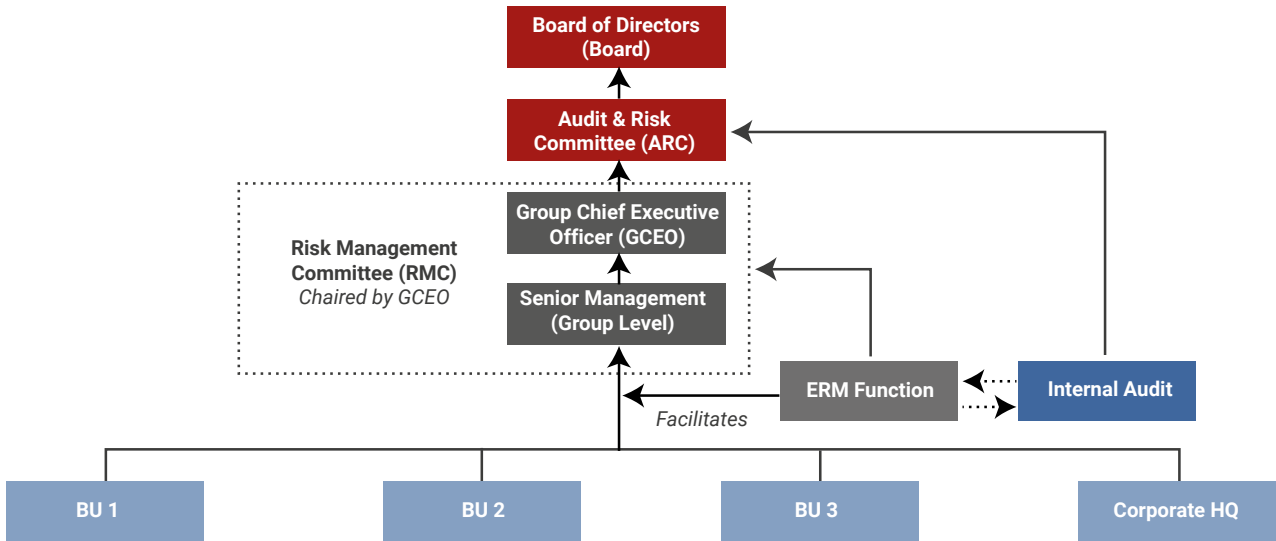 Board of Directors
(Board)
Audit & Risk
Committee (ARC)
Group Chief Executive
Officer (GCEO)
Risk Management
Committee (RMC)
Chaired by GCEO
Senior Management
(Group Level)
ERM Function
Internal Audit
Facilitates
BU 1
BU 2
BU 3
Corporate HQ